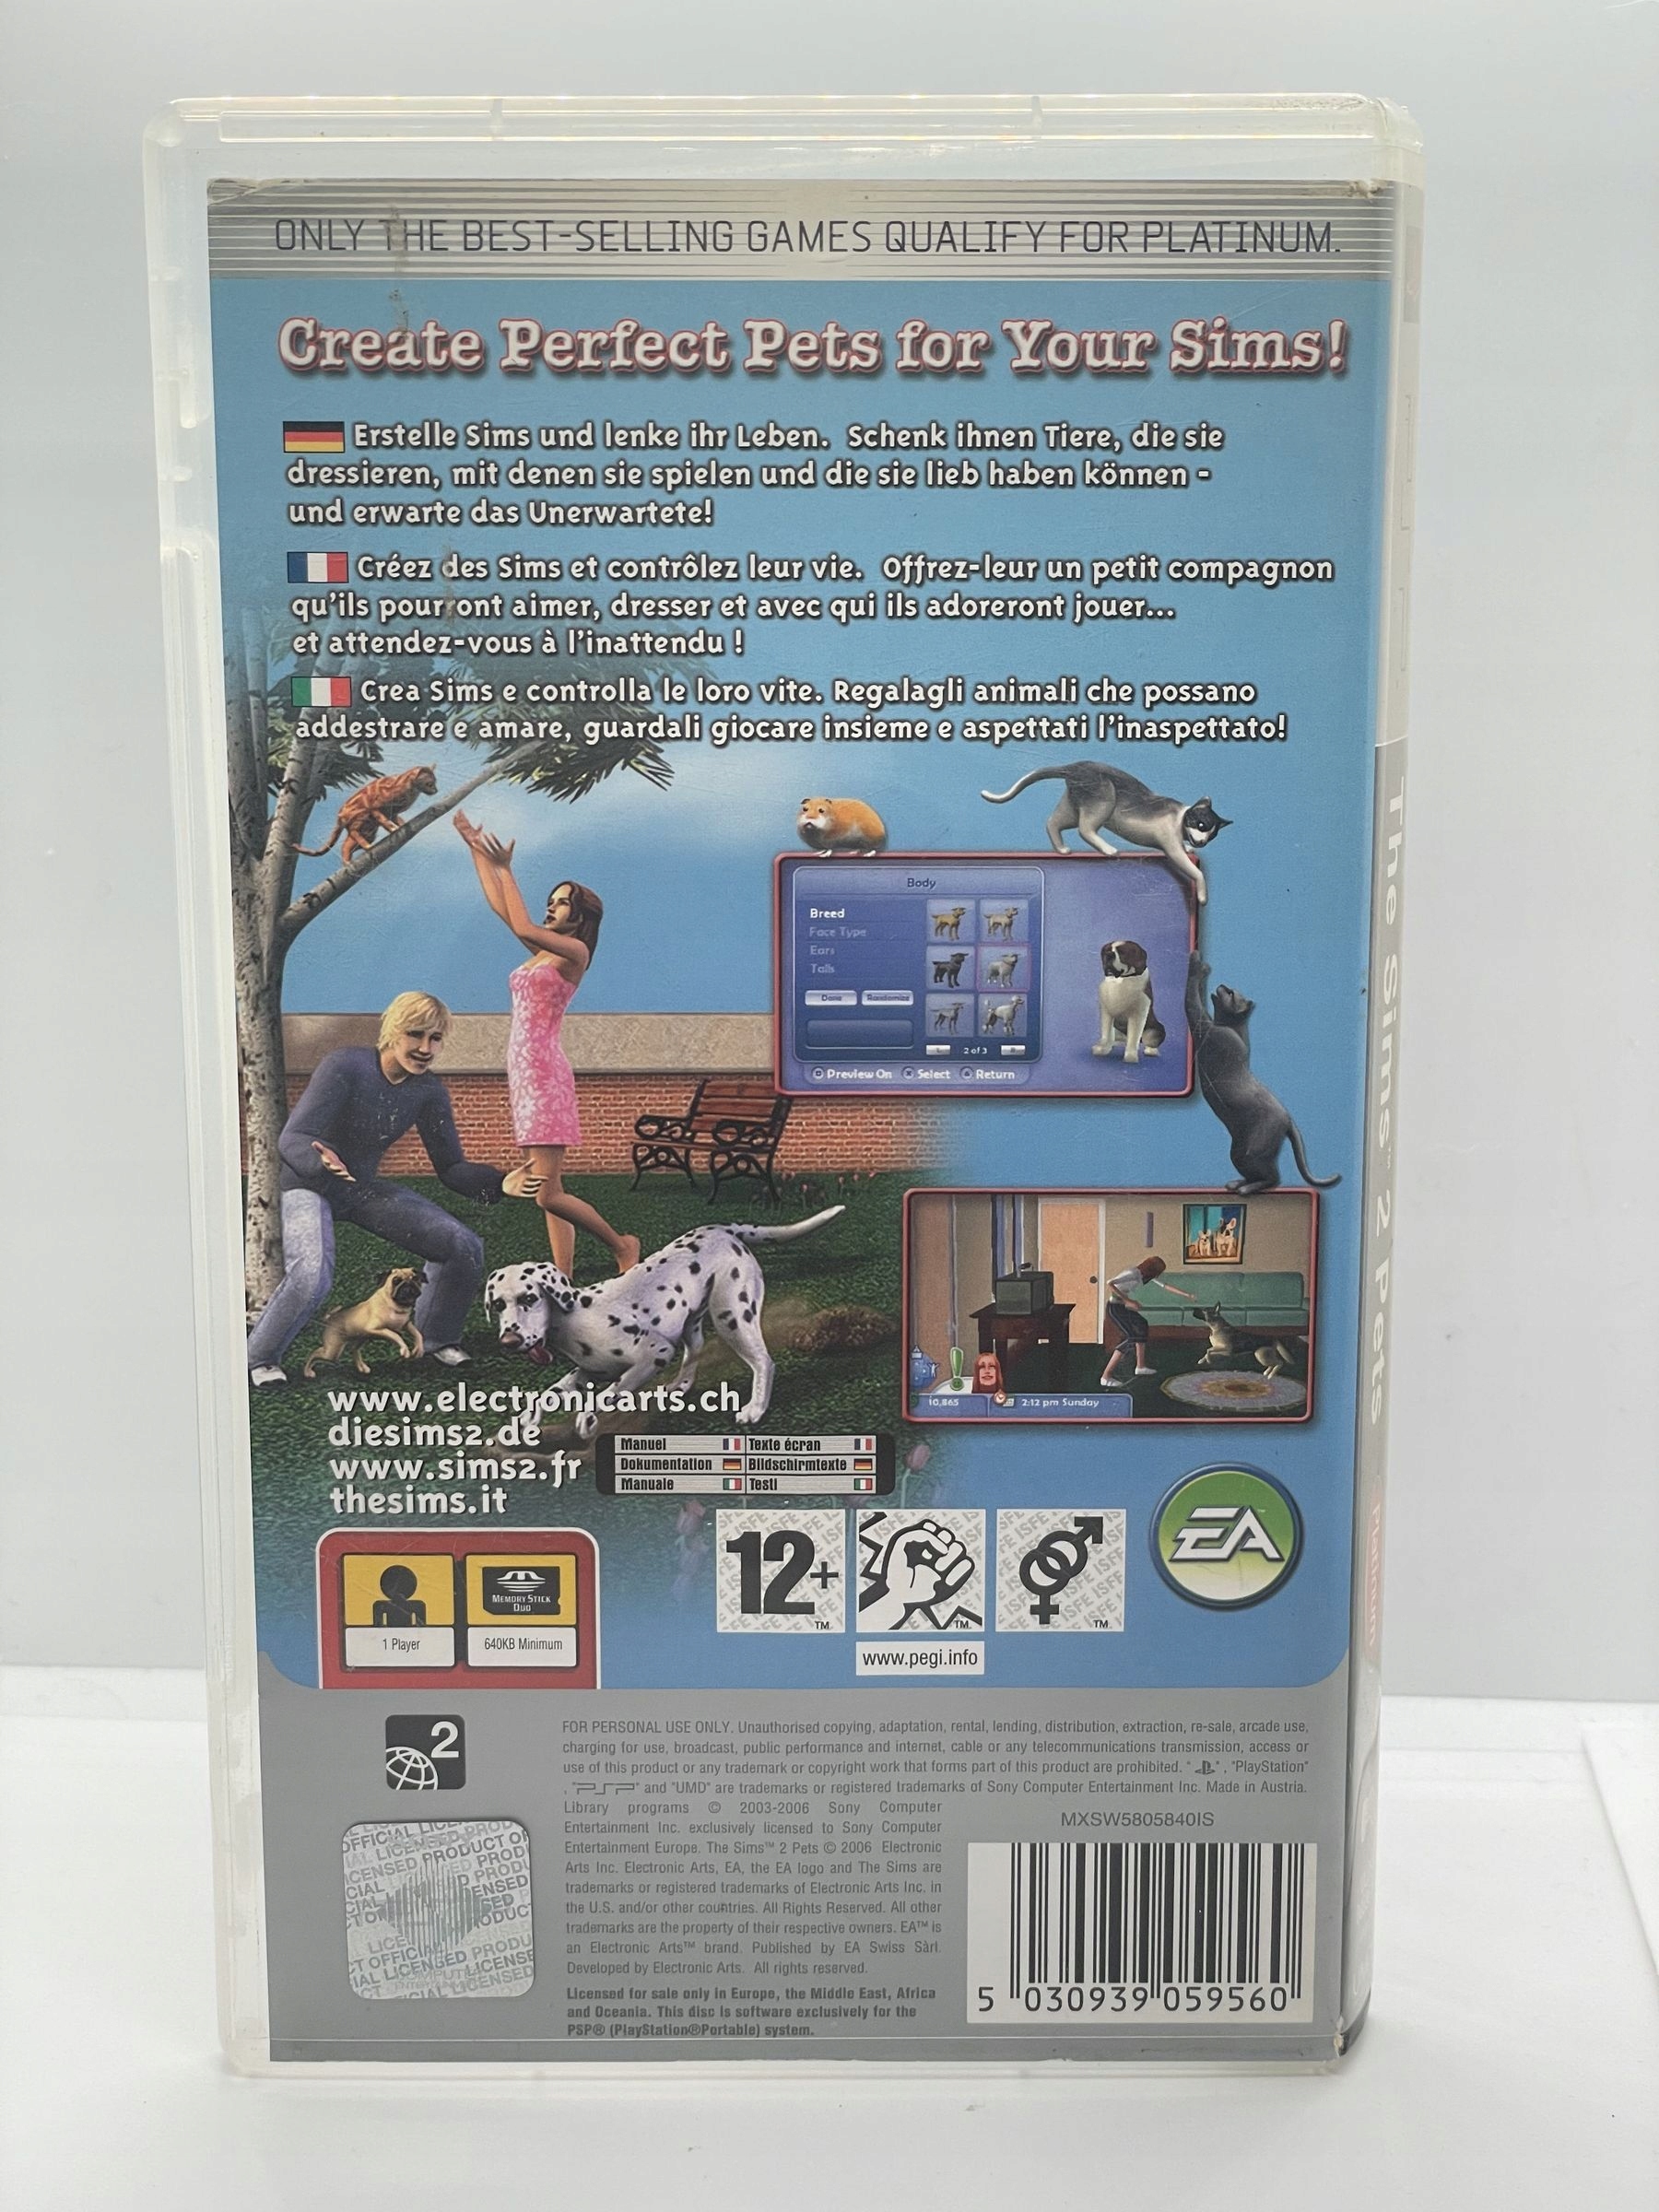 ONLY THE BEST-SELLING GAMES QUALIFY FOR PLATINUM.
Create Perfect Pets for Your Sims!
Erstelle Sims und lenke ihr Leben. Schenk ihnen Tiere, die sie
dressieren, mit denen sie spielen und die sie lieb haben können -
und erwarte das Unerwartete!
Créez des Sims et contrôlez leur vie. Offrez-leur un petit compagnon
qu'ils pourront aimer, dresser et avec qui ils adoreront jouer...
et attendez-vous à l'inattendu !
Crea Sims e controlla le loro vite. Regalagli animali che possano
addestrare e amare, guardali giocare insieme e aspettati l'inaspettato!
Body
Breed
Face Type
Ears
Tails
Done Randomize
2 of 3
Preview On Select Return
10,865 2:12 pm Sunday
www.electronicarts.ch
diesims2.de
www.sims2.fr
thesims.it
Manuel Texte écran
Dokumentation Bildschirmtexte
Manuale Testi
12+
TM TM TM
www.pegi.info
EA
MEMORY STICK
DUO
1 Player 640KB Minimum
2
FOR PERSONAL USE ONLY. Unauthorised copying, adaptation, rental, lending, distribution, extraction, re-sale, arcade use,
charging for use, broadcast, public performance and internet, cable or any telecommunications transmission, access or
use of this product or any trademark or copyright work that forms part of this product are prohibited. " ", "PlayStation"
, "PSP" and "UMD" are trademarks or registered trademarks of Sony Computer Entertainment Inc. Made in Austria.
Library programs © 2003-2006 Sony Computer
Entertainment Inc. exclusively licensed to Sony Computer
Entertainment Europe. The Sims™ 2 Pets © 2006 Electronic
Arts Inc. Electronic Arts, EA, the EA logo and The Sims are
trademarks or registered trademarks of Electronic Arts Inc. in
the U.S. and/or other countries. All Rights Reserved. All other
trademarks are the property of their respective owners. EA™ is
an Electronic Arts™ brand. Published by EA Swiss Sàrl.
Developed by Electronic Arts. All rights reserved.
Licensed for sale only in Europe, the Middle East, Africa
and Oceania. This disc is software exclusively for the
PSP® (PlayStation®Portable) system.
MXSW5805840IS
5 030939 059560
OFFICIAL LICENSED PRODUCT
The Sims™ 2 Pets
Platinum